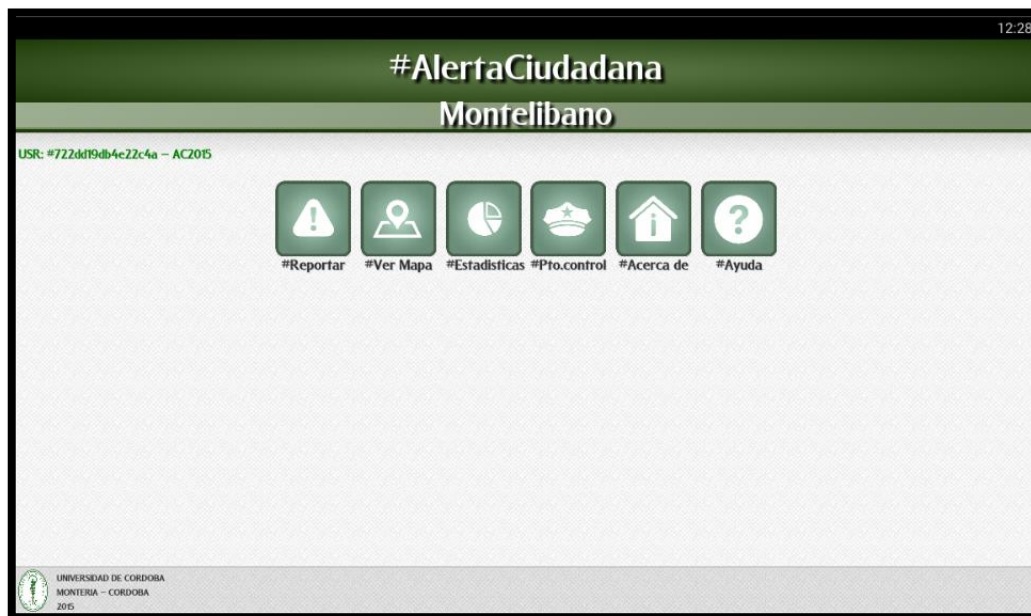 12:28
#AlertaCiudadana
Montelibano
USR: #722dd19db4e22c4a – AC2015
#Reportar #Ver Mapa #Estadisticas #Pto.control #Acerca de #Ayuda
UNIVERSIDAD DE CORDOBA
MONTERIA – CORDOBA
2015